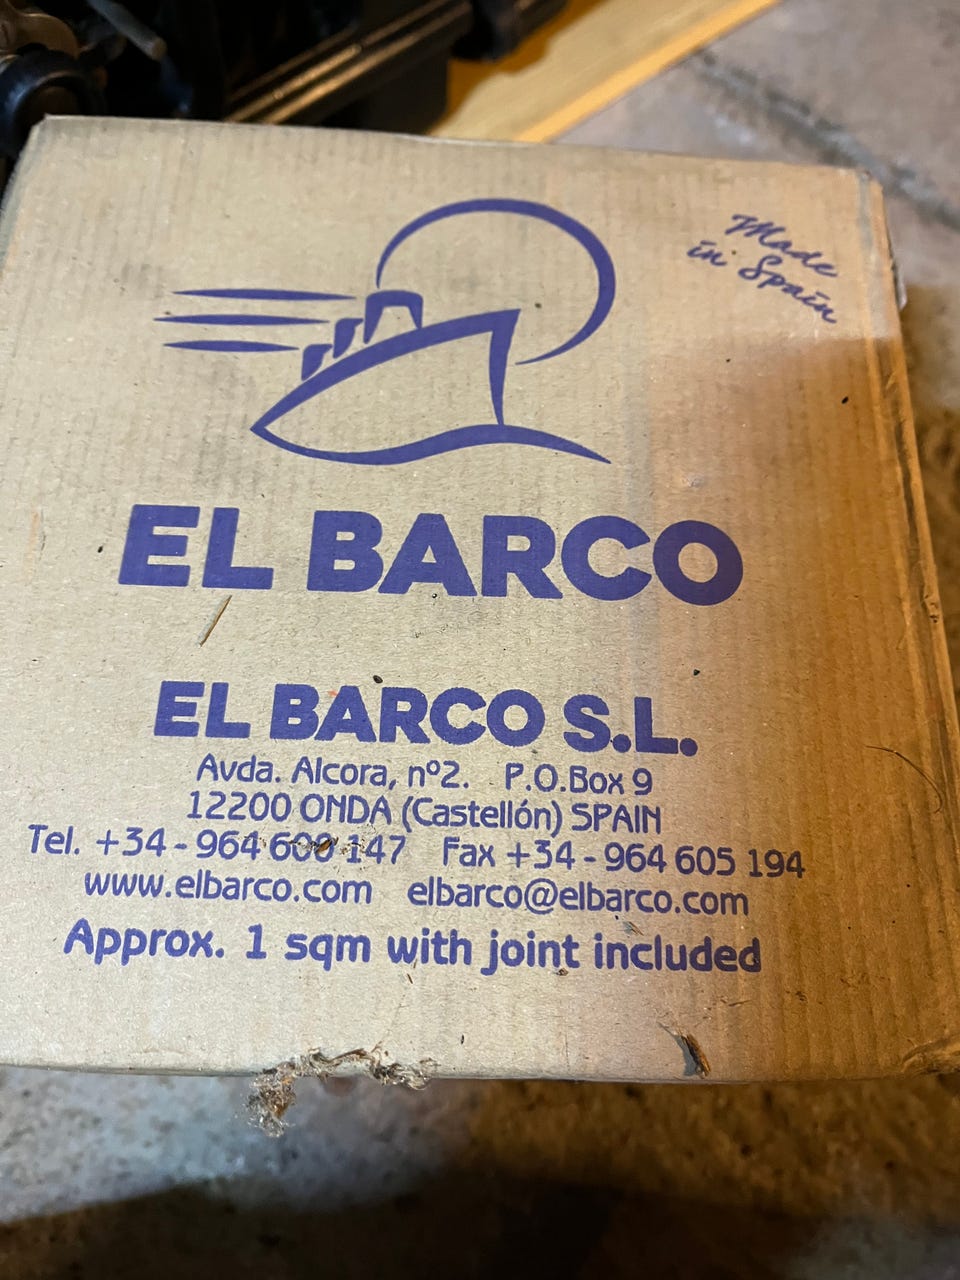 Made
in Spain
EL BARCO
EL BARCO S.L.
Avda. Alcora, nº2. P.O.Box 9
12200 ONDA (Castellón) SPAIN
Tel. +34 - 964 600 147 Fax +34 - 964 605 194
www.elbarco.com elbarco@elbarco.com
Approx. 1 sqm with joint included